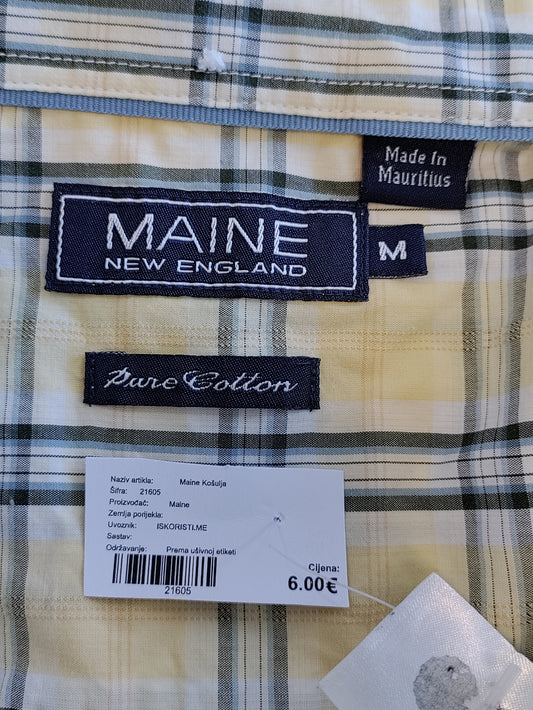 Made In
Mauritius
MAINE
NEW ENGLAND
M
Pure Cotton
Naziv artikla: Maine Košulja
Šifra: 21605
Proizvođač: Maine
Zemlja porijekla:
Uvoznik: ISKORISTI.ME
Sastav:
Održavanje: Prema ušivnoj etiketi
Cijena:
6.00€
21605